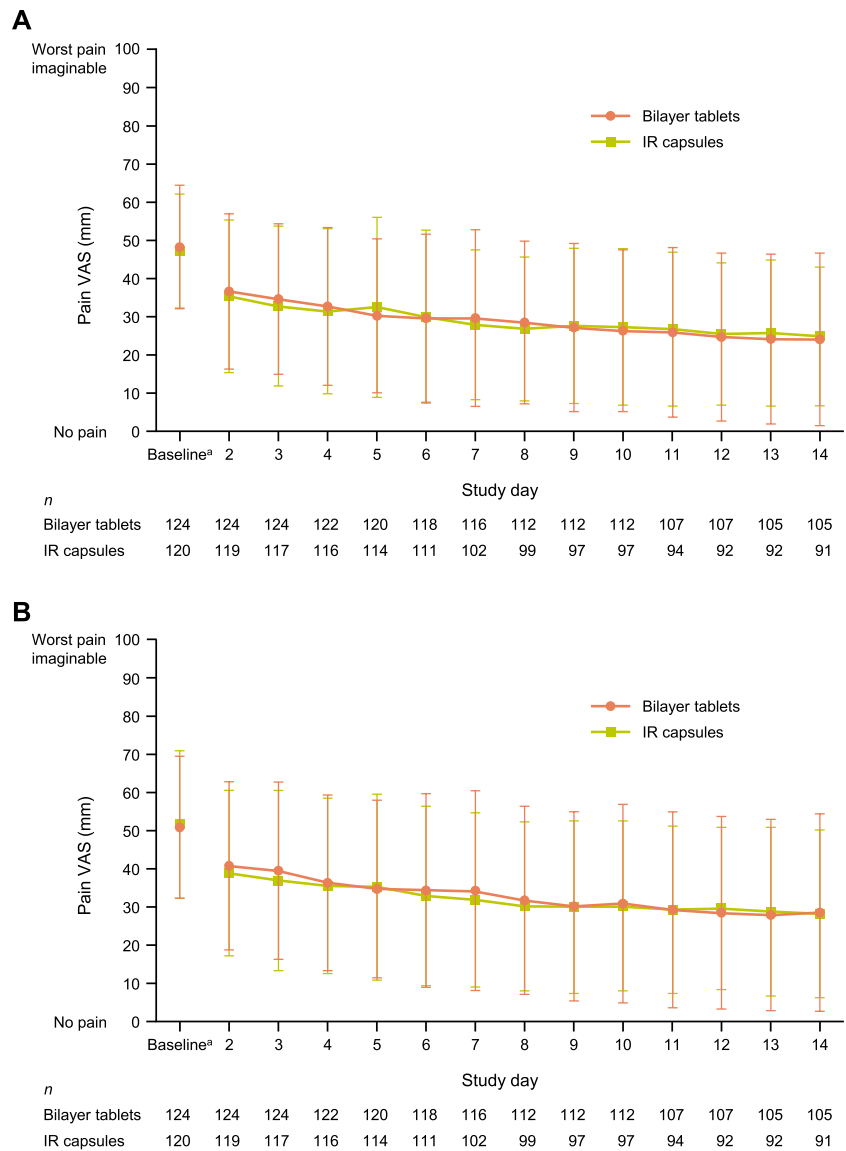 A
Worst pain 100
imaginable
90
80
70
60
50
40
30
20
10
No pain 0
Pain VAS (mm)
Bilayer tablets
IR capsules
Baselineᵃ 2 3 4 5 6 7 8 9 10 11 12 13 14
Study day
n
Bilayer tablets 124 124 124 122 120 118 116 112 112 112 107 107 105 105
IR capsules 120 119 117 116 114 111 102 99 97 97 94 92 92 91
B
Worst pain 100
imaginable
90
80
70
60
50
40
30
20
10
No pain 0
Pain VAS (mm)
Bilayer tablets
IR capsules
Baselineᵃ 2 3 4 5 6 7 8 9 10 11 12 13 14
Study day
n
Bilayer tablets 124 124 124 122 120 118 116 112 112 112 107 107 105 105
IR capsules 120 119 117 116 114 111 102 99 97 97 94 92 92 91